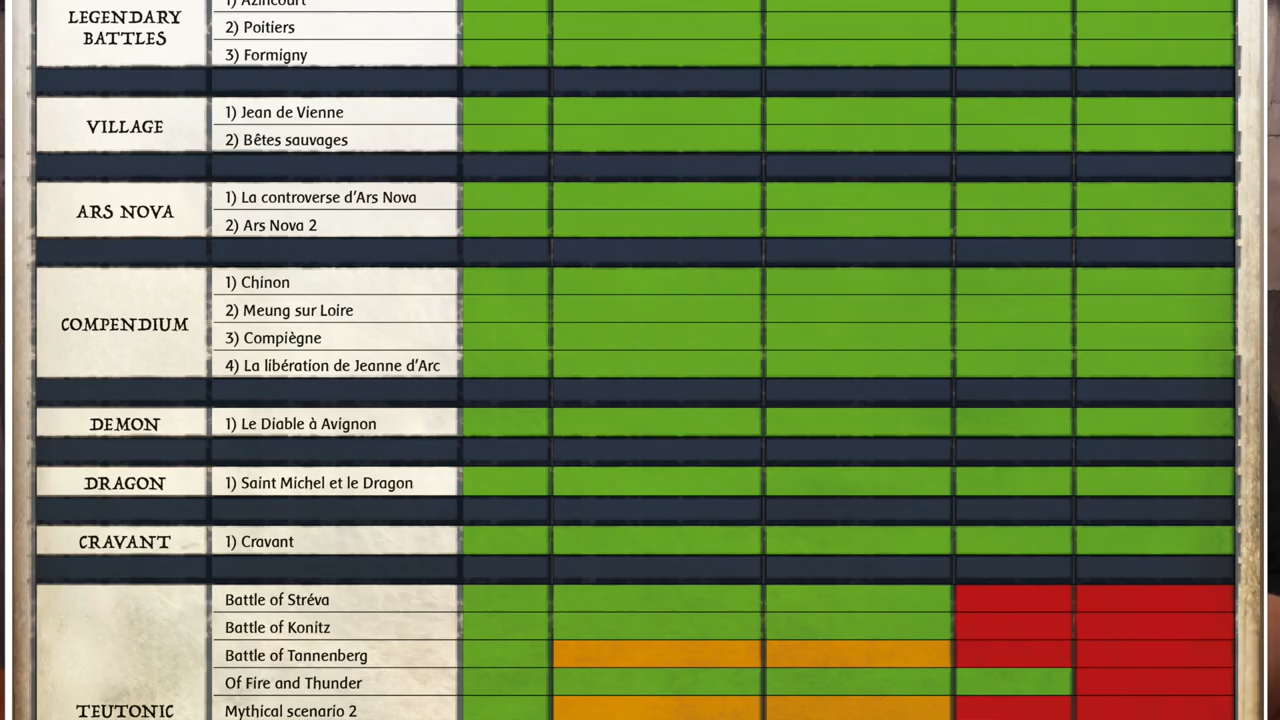 1) Azincourt
LEGENDARY
BATTLES
2) Poitiers
3) Formigny
VILLAGE
1) Jean de Vienne
2) Bêtes sauvages
ARS NOVA
1) La controverse d'Ars Nova
2) Ars Nova 2
COMPENDIUM
1) Chinon
2) Meung sur Loire
3) Compiègne
4) La libération de Jeanne d'Arc
DEMON
1) Le Diable à Avignon
DRAGON
1) Saint Michel et le Dragon
CRAVANT
1) Cravant
TEUTONIC
Battle of Stréva
Battle of Konitz
Battle of Tannenberg
Of Fire and Thunder
Mythical scenario 2